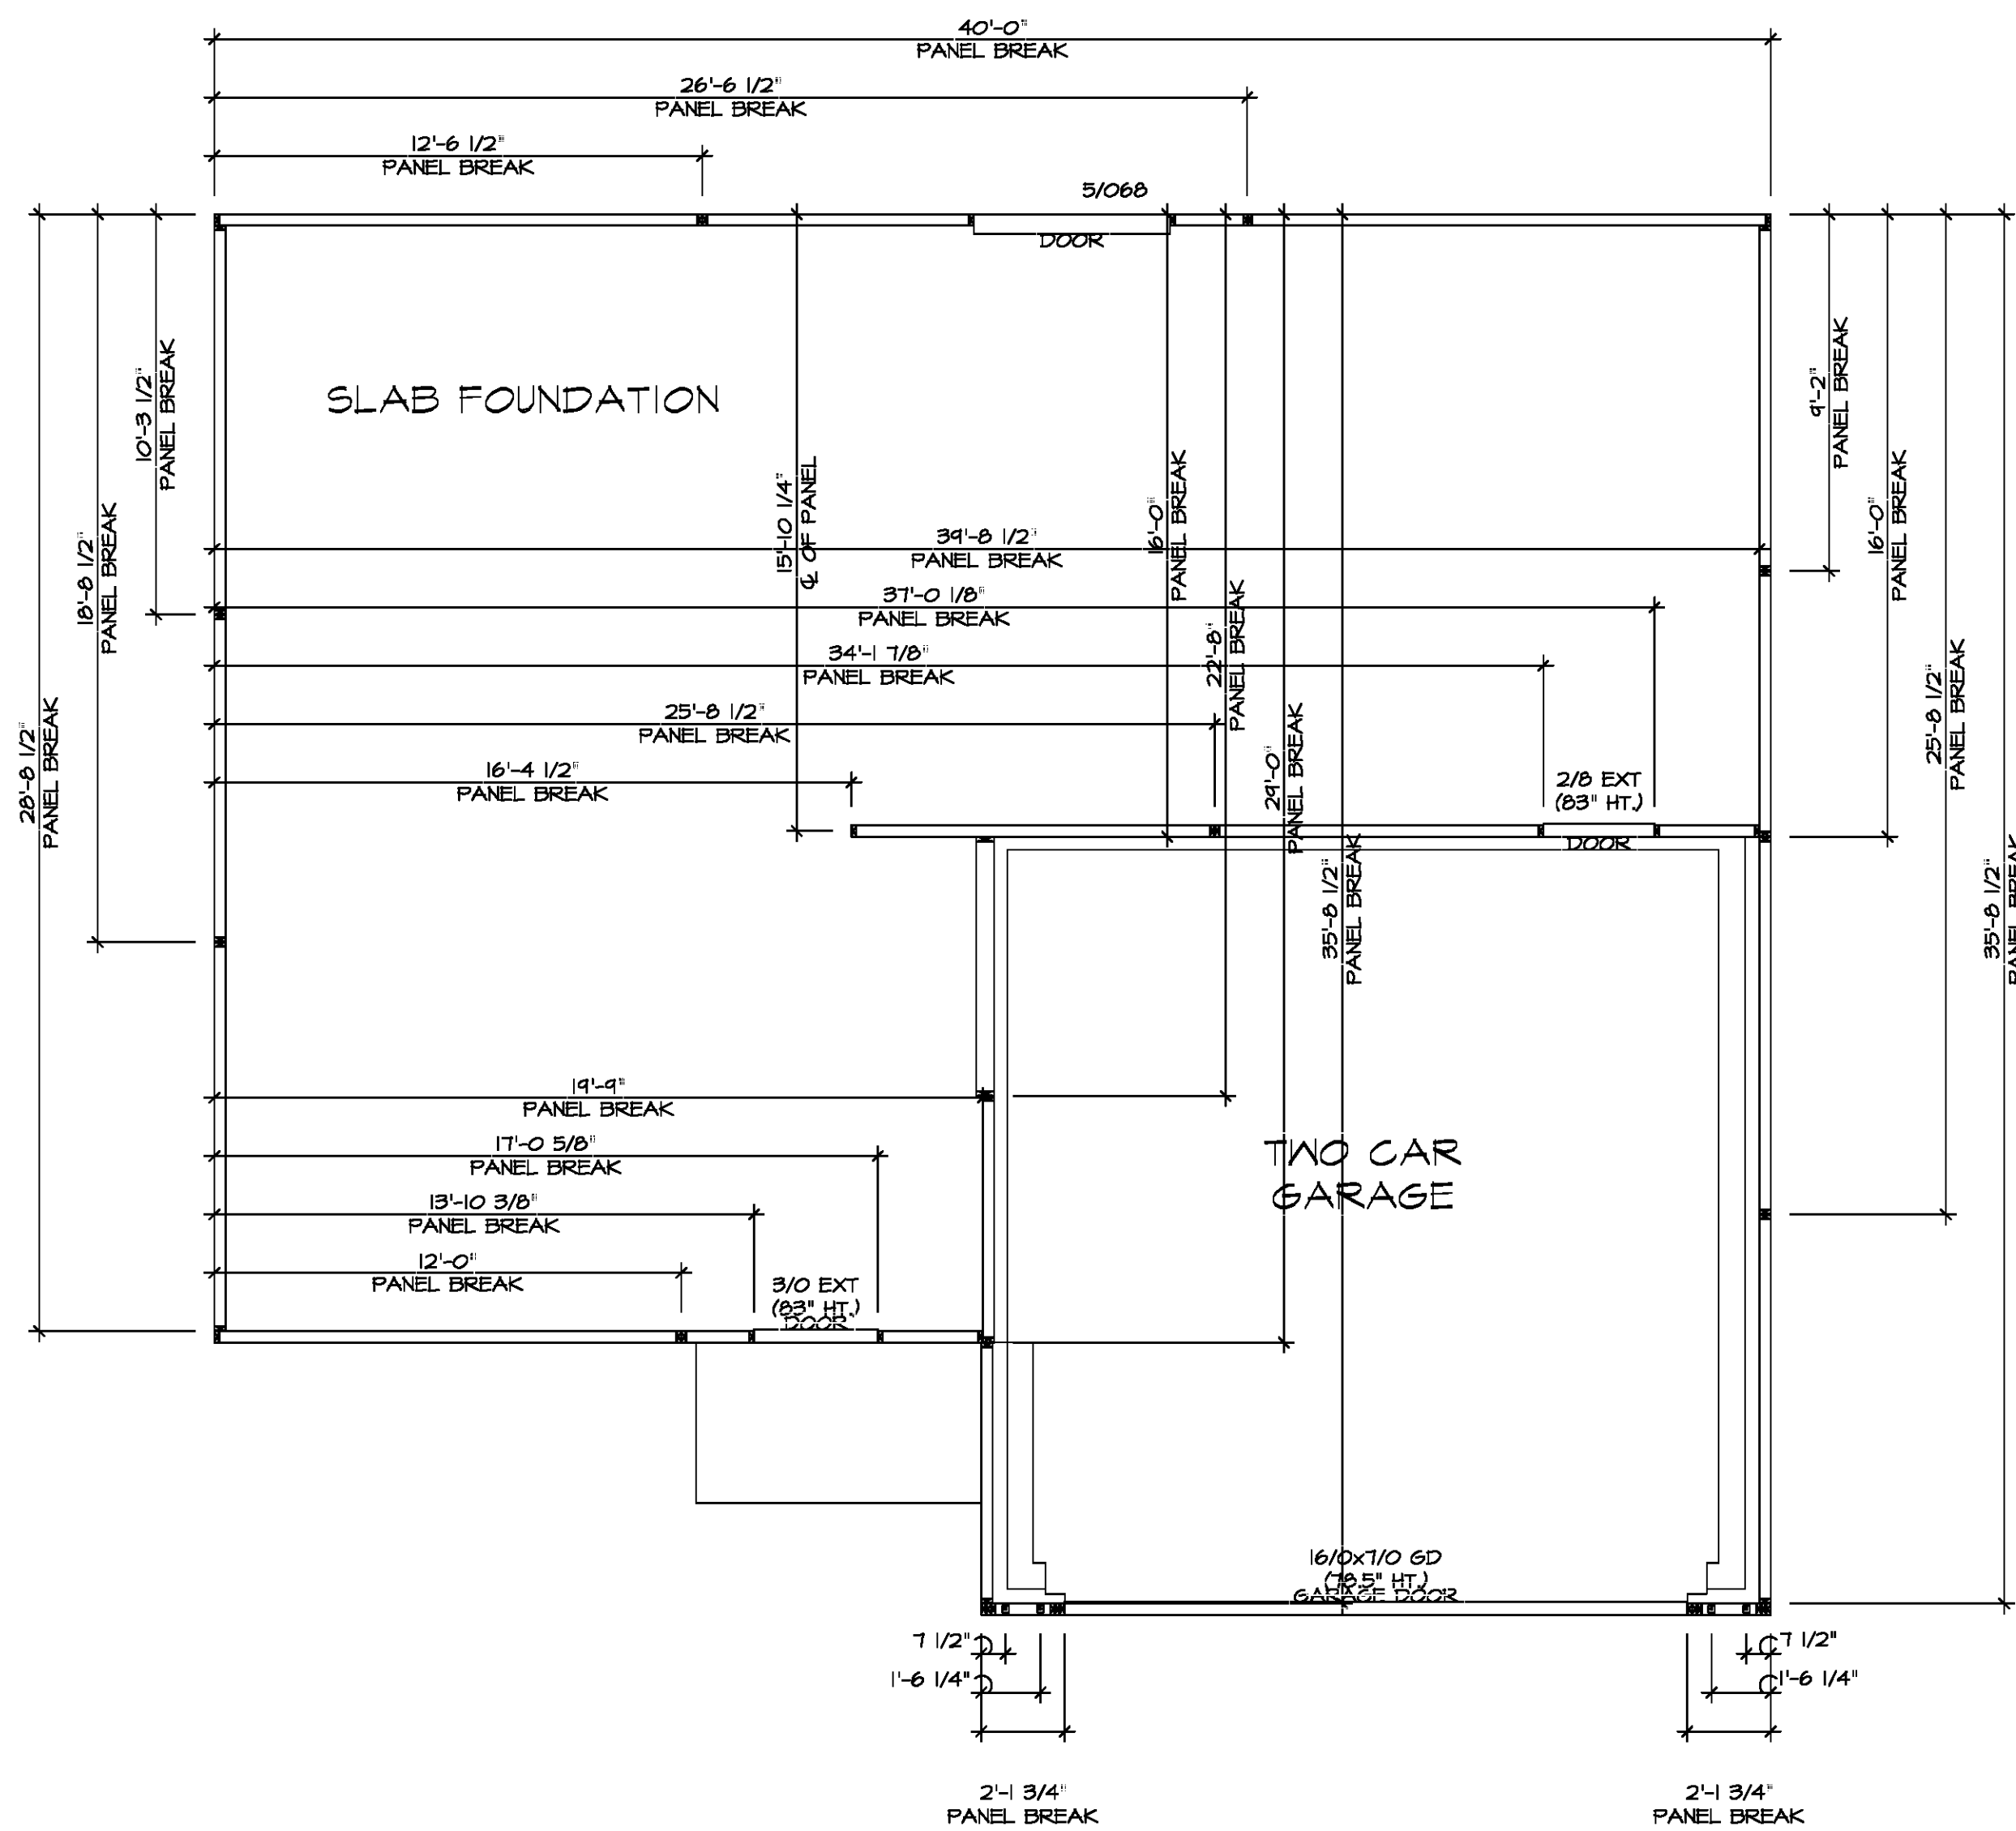 40'-0"
PANEL BREAK
26'-6 1/2"
PANEL BREAK
12'-6 1/2"
PANEL BREAK
5/068
DOOR
SLAB FOUNDATION
28'-8 1/2"
PANEL BREAK
18'-8 1/2"
PANEL BREAK
10'-3 1/2"
PANEL BREAK
15'-10 1/4"
℄ OF PANEL
16'-0"
PANEL BREAK
22'-8"
PANEL BREAK
29'-0"
PANEL BREAK
35'-8 1/2"
PANEL BREAK
9'-2"
PANEL BREAK
16'-0"
PANEL BREAK
25'-8 1/2"
PANEL BREAK
35'-8 1/2"
PANEL BREAK
39'-8 1/2"
PANEL BREAK
37'-0 1/8"
PANEL BREAK
34'-1 7/8"
PANEL BREAK
25'-8 1/2"
PANEL BREAK
16'-4 1/2"
PANEL BREAK
2/8 EXT
(83" HT.)
DOOR
19'-9"
PANEL BREAK
17'-0 5/8"
PANEL BREAK
13'-10 3/8"
PANEL BREAK
12'-0"
PANEL BREAK
3/0 EXT
(83" HT.)
DOOR
TWO CAR
GARAGE
16/0x7/0 GD
(78.5" HT.)
GARAGE DOOR
7 1/2"
1'-6 1/4"
2'-1 3/4"
PANEL BREAK
7 1/2"
1'-6 1/4"
2'-1 3/4"
PANEL BREAK